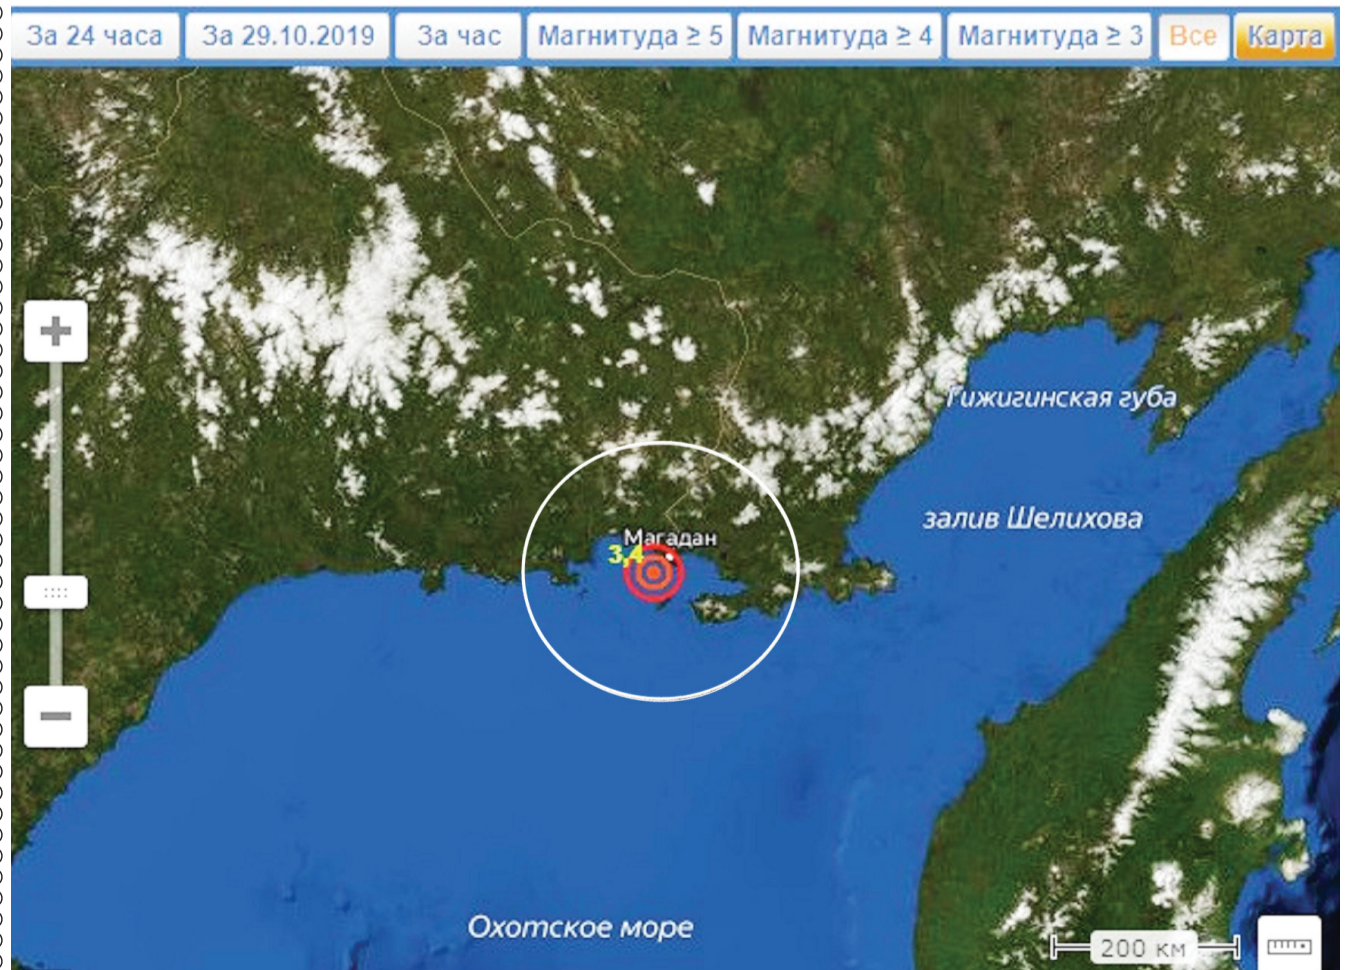 За 24 часа За 29.10.2019 За час Магнитуда ≥ 5 Магнитуда ≥ 4 Магнитуда ≥ 3 Все Карта
Гижигинская губа
залив Шелихова
Магадан
3,4
Охотское море
200 км